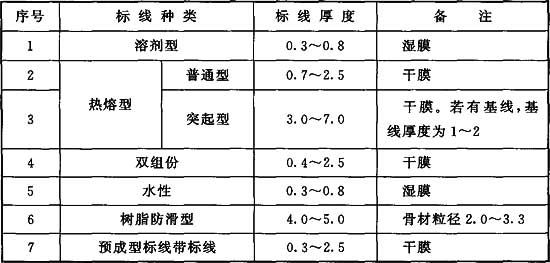 序号 标线种类 标线厚度 备注
1 溶剂型 0.3～0.8 湿膜
2 热熔型 普通型 0.7～2.5 干膜
3 突起型 3.0～7.0 干膜。若有基线,基
线厚度为1～2
4 双组份 0.4～2.5 干膜
5 水性 0.3～0.8 湿膜
6 树脂防滑型 4.0～5.0 骨材粒径2.0～3.3
7 预成型标线带标线 0.3～2.5 干膜